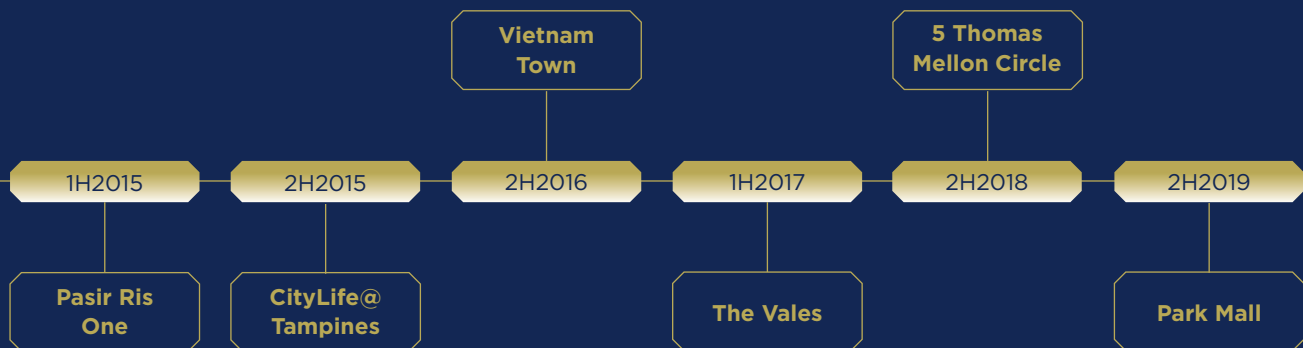 Vietnam
Town
5 Thomas
Mellon Circle
1H2015
2H2015
2H2016
1H2017
2H2018
2H2019
Pasir Ris
One
CityLife@
Tampines
The Vales
Park Mall